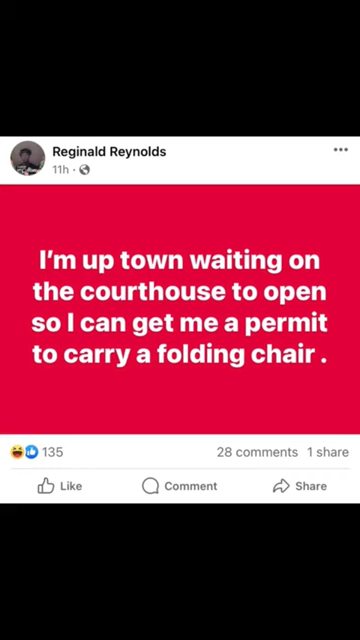 Reginald Reynolds
11h ·
I'm up town waiting on
the courthouse to open
so I can get me a permit
to carry a folding chair .
135
28 comments 1 share
Like Comment Share